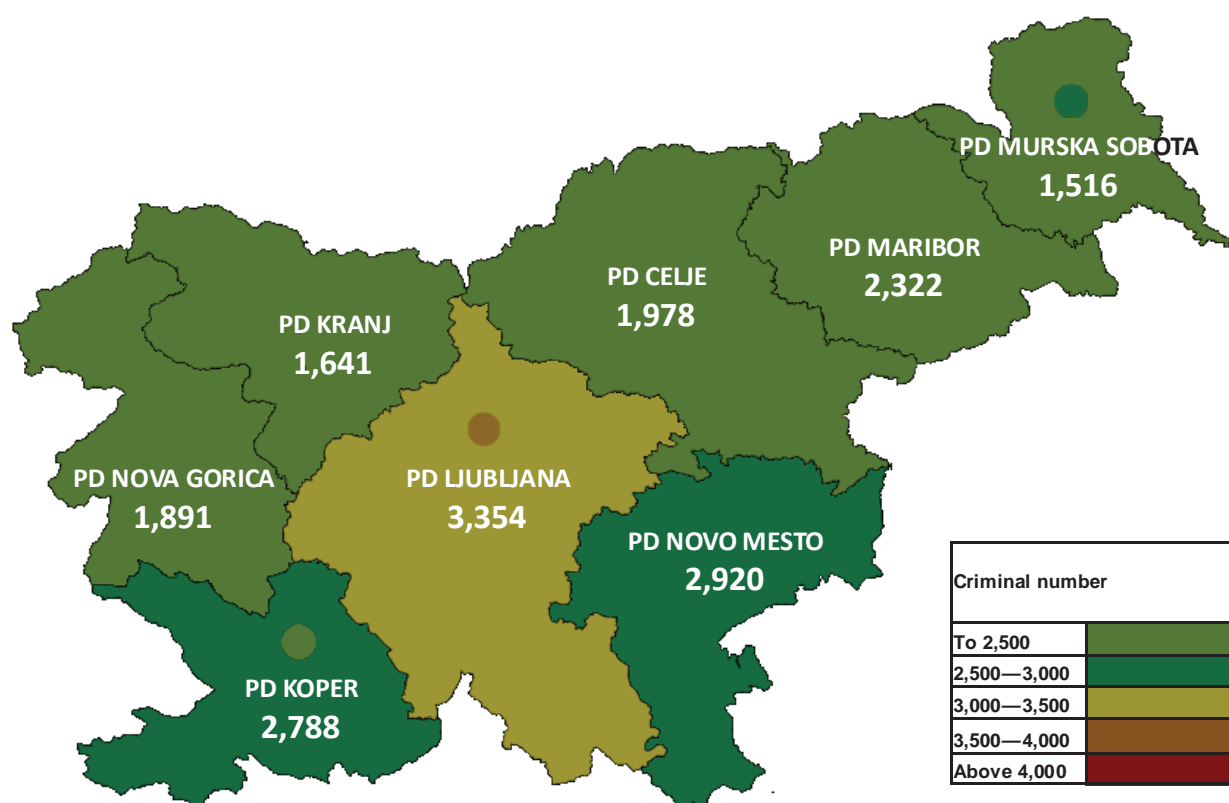 PD MURSKA SOBOTA
1,516
PD MARIBOR
2,322
PD CELJE
1,978
PD KRANJ
1,641
PD NOVA GORICA
1,891
PD LJUBLJANA
3,354
PD NOVO MESTO
2,920
PD KOPER
2,788
Criminal number
To 2,500
2,500—3,000
3,000—3,500
3,500—4,000
Above 4,000